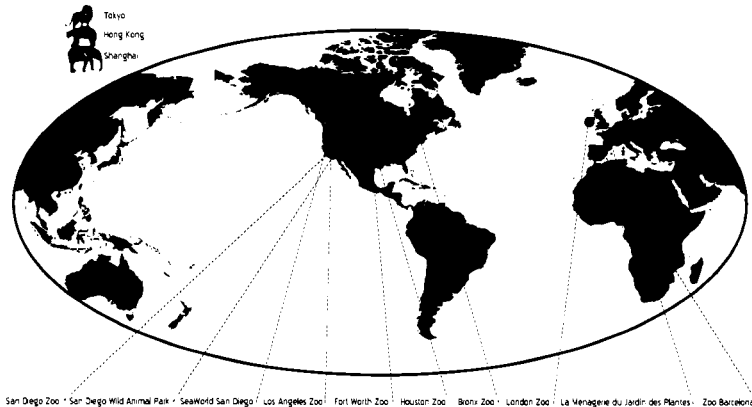 Tokyo
Hong Kong
Shanghai
San Diego Zoo · San Diego Wild Animal Park · SeaWorld San Diego · Los Angeles Zoo · Fort Worth Zoo · Houston Zoo · Bronx Zoo · London Zoo · La Menagerie du Jardin des Plantes · Zoo Barcelona